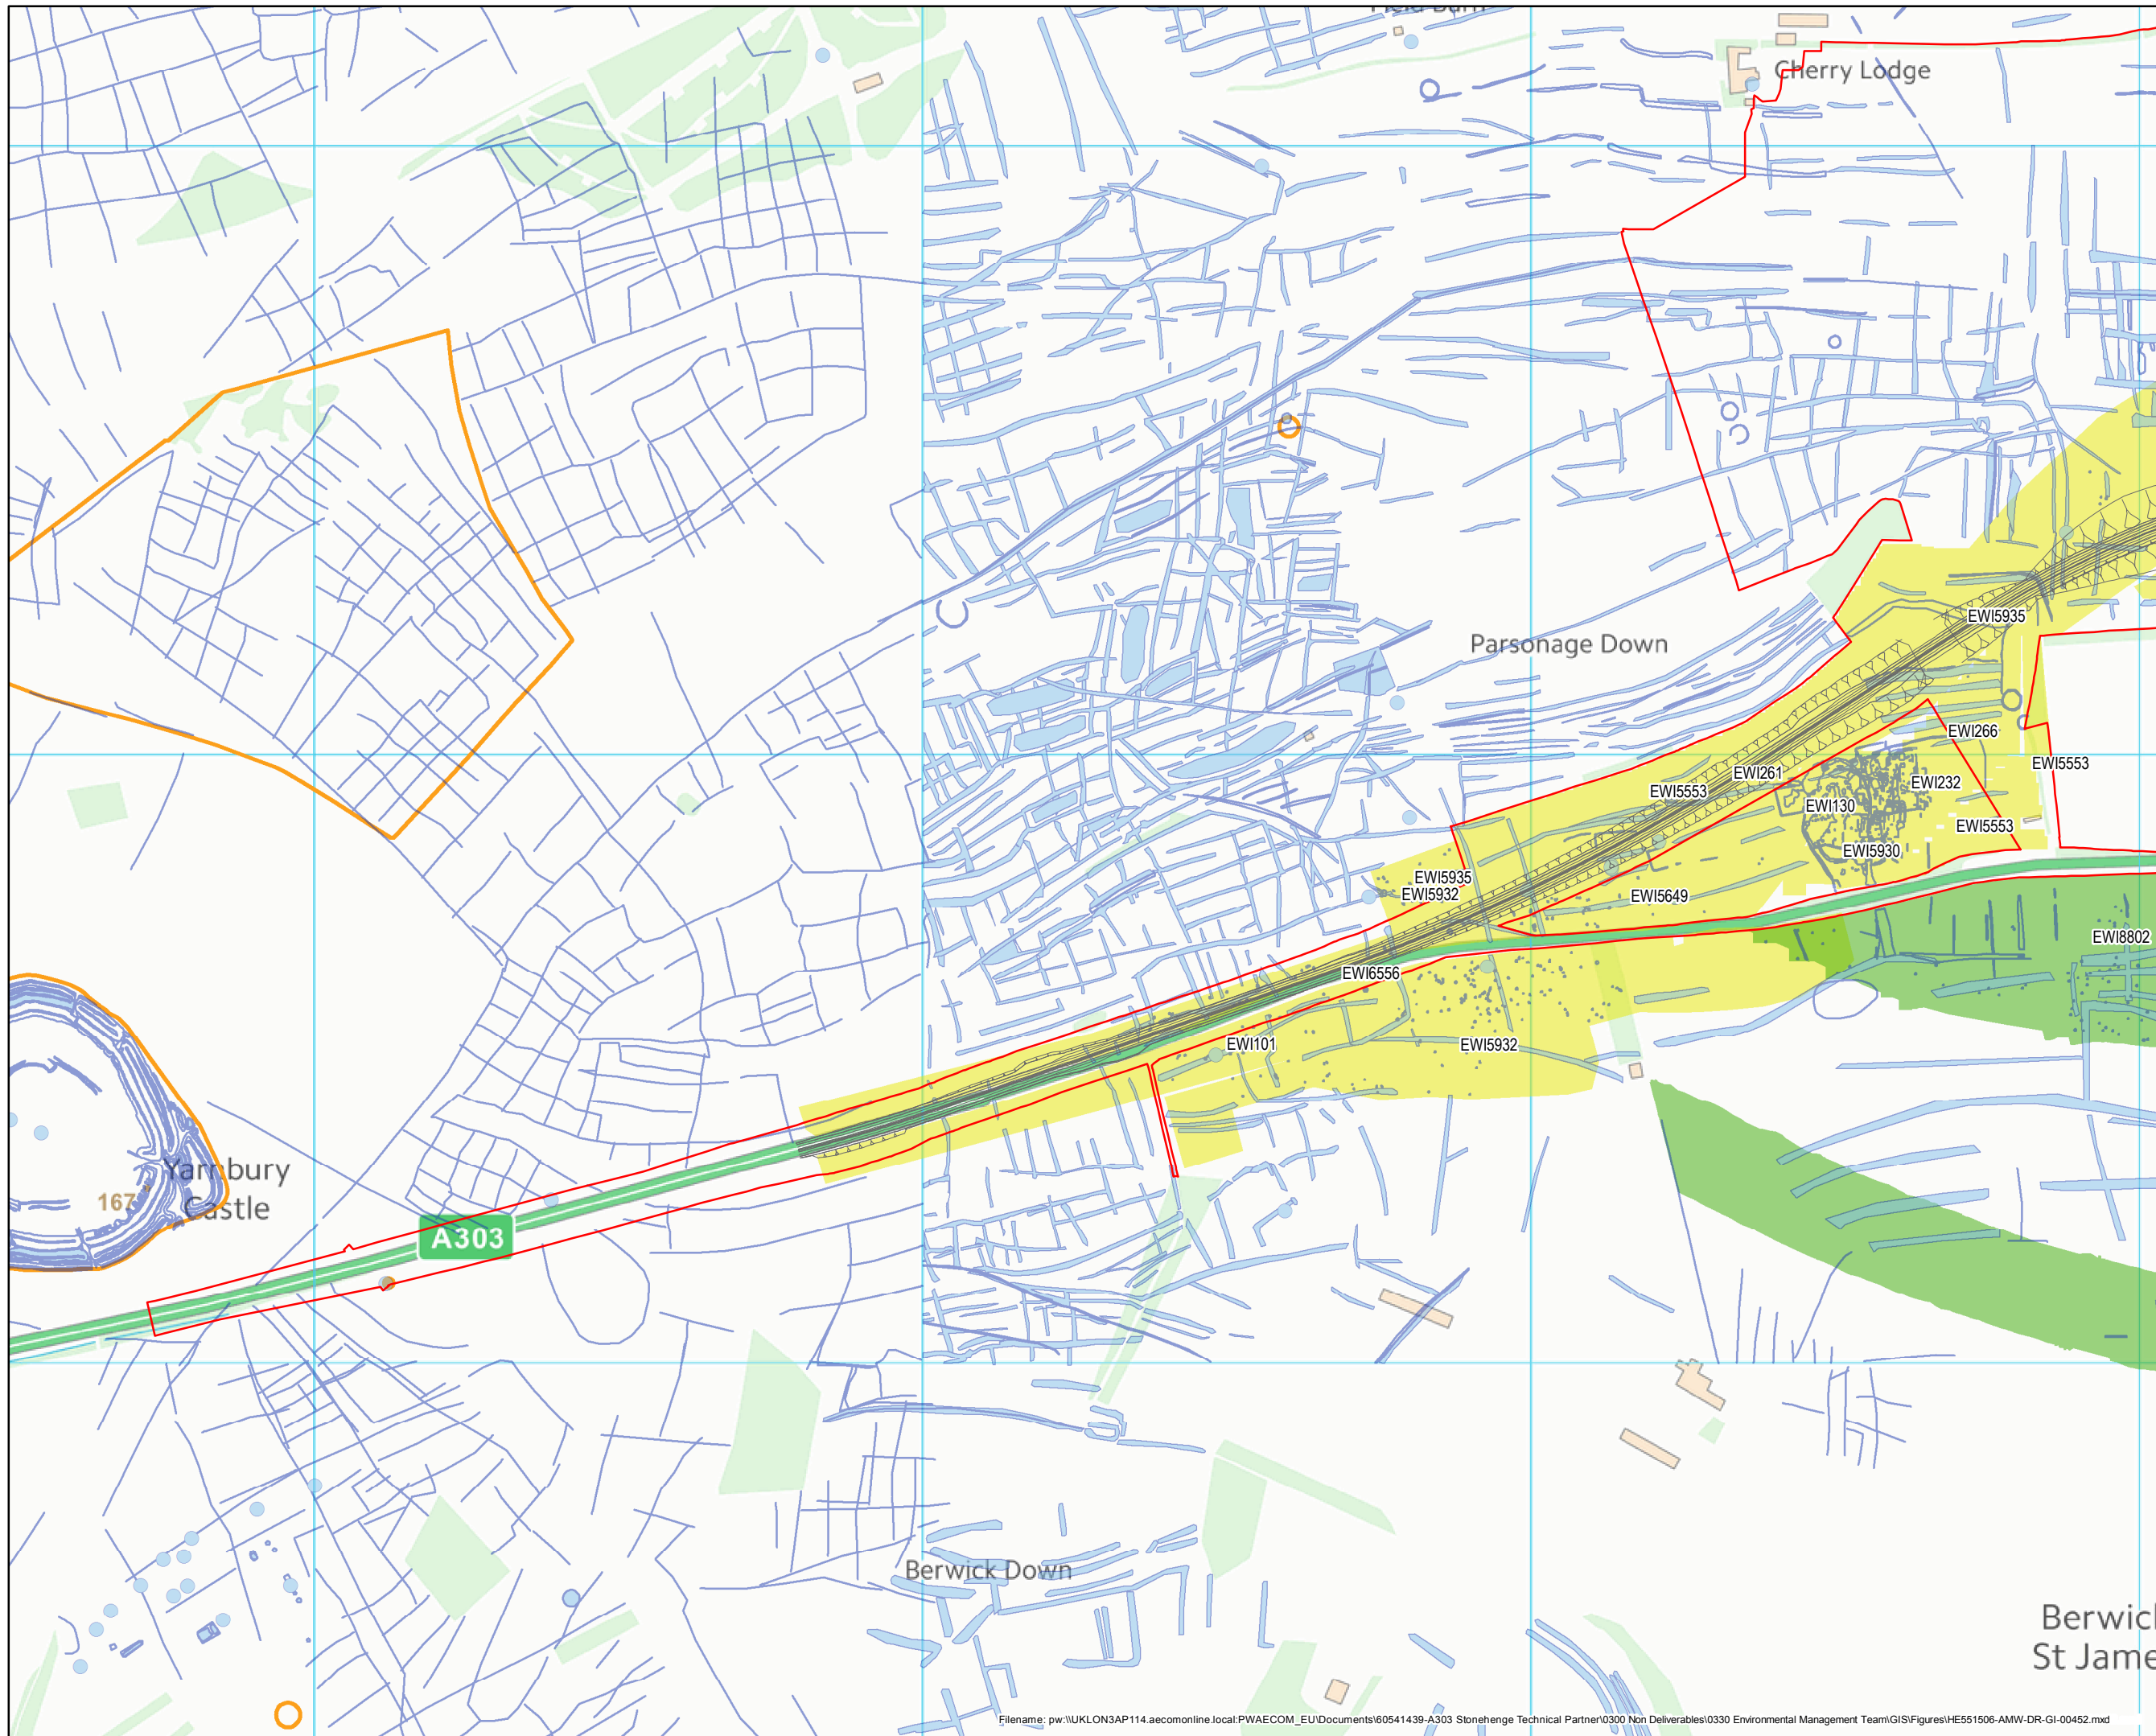 Cherry Lodge
EWI5935
Parsonage Down
EWI266
EWI5553
EWI261
EWI232
EWI5553
EWI130
EWI5553
EWI5930
EWI5935
EWI5932
EWI5649
EWI8802
EWI6556
EWI101
EWI5932
Yarnbury
Castle
167
A303
Berwick Down
Berwick
St Jame
Filename: pw:\\UKLON3AP114.aecomonline.local:PWAECOM_EU\Documents\60541439-A303 Stonehenge Technical Partner\0300 Non Deliverables\0330 Environmental Management Team\GIS\Figures\HE551506-AMW-DR-GI-00452.mxd